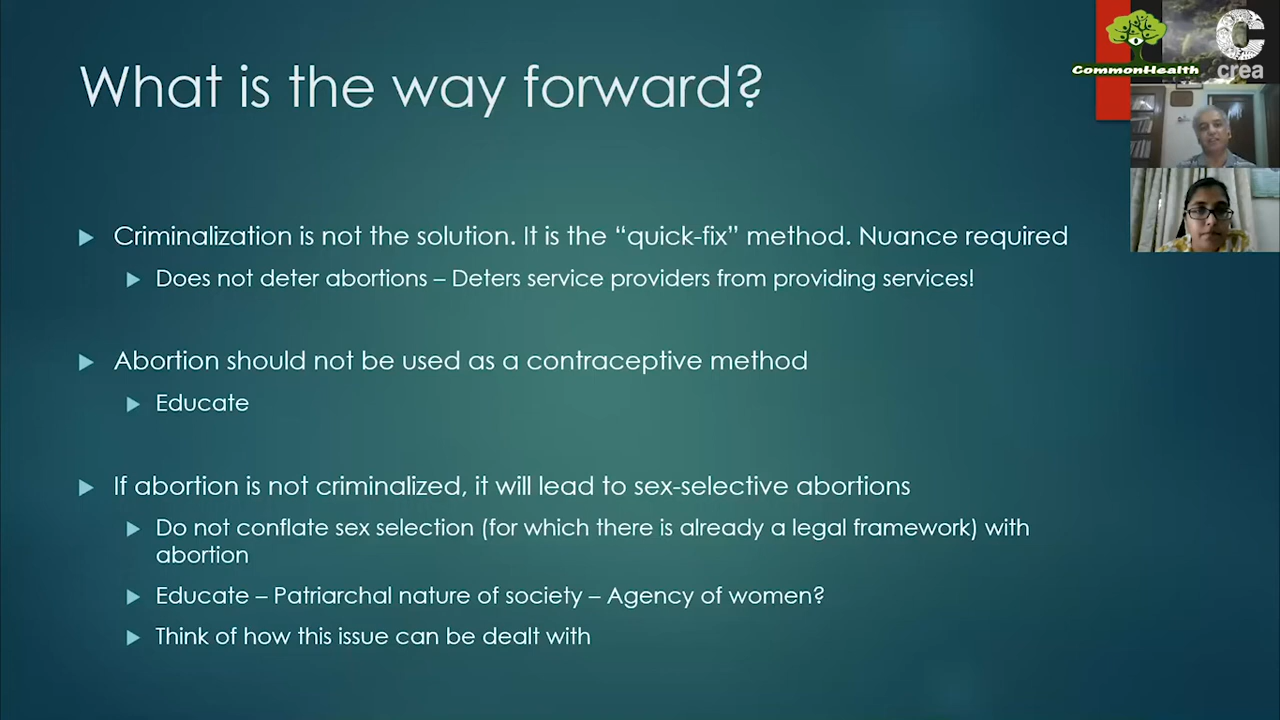 What is the way forward?
CommonHealth
crea
Criminalization is not the solution. It is the “quick-fix” method. Nuance required
Does not deter abortions – Deters service providers from providing services!
Abortion should not be used as a contraceptive method
Educate
If abortion is not criminalized, it will lead to sex-selective abortions
Do not conflate sex selection (for which there is already a legal framework) with
abortion
Educate – Patriarchal nature of society – Agency of women?
Think of how this issue can be dealt with